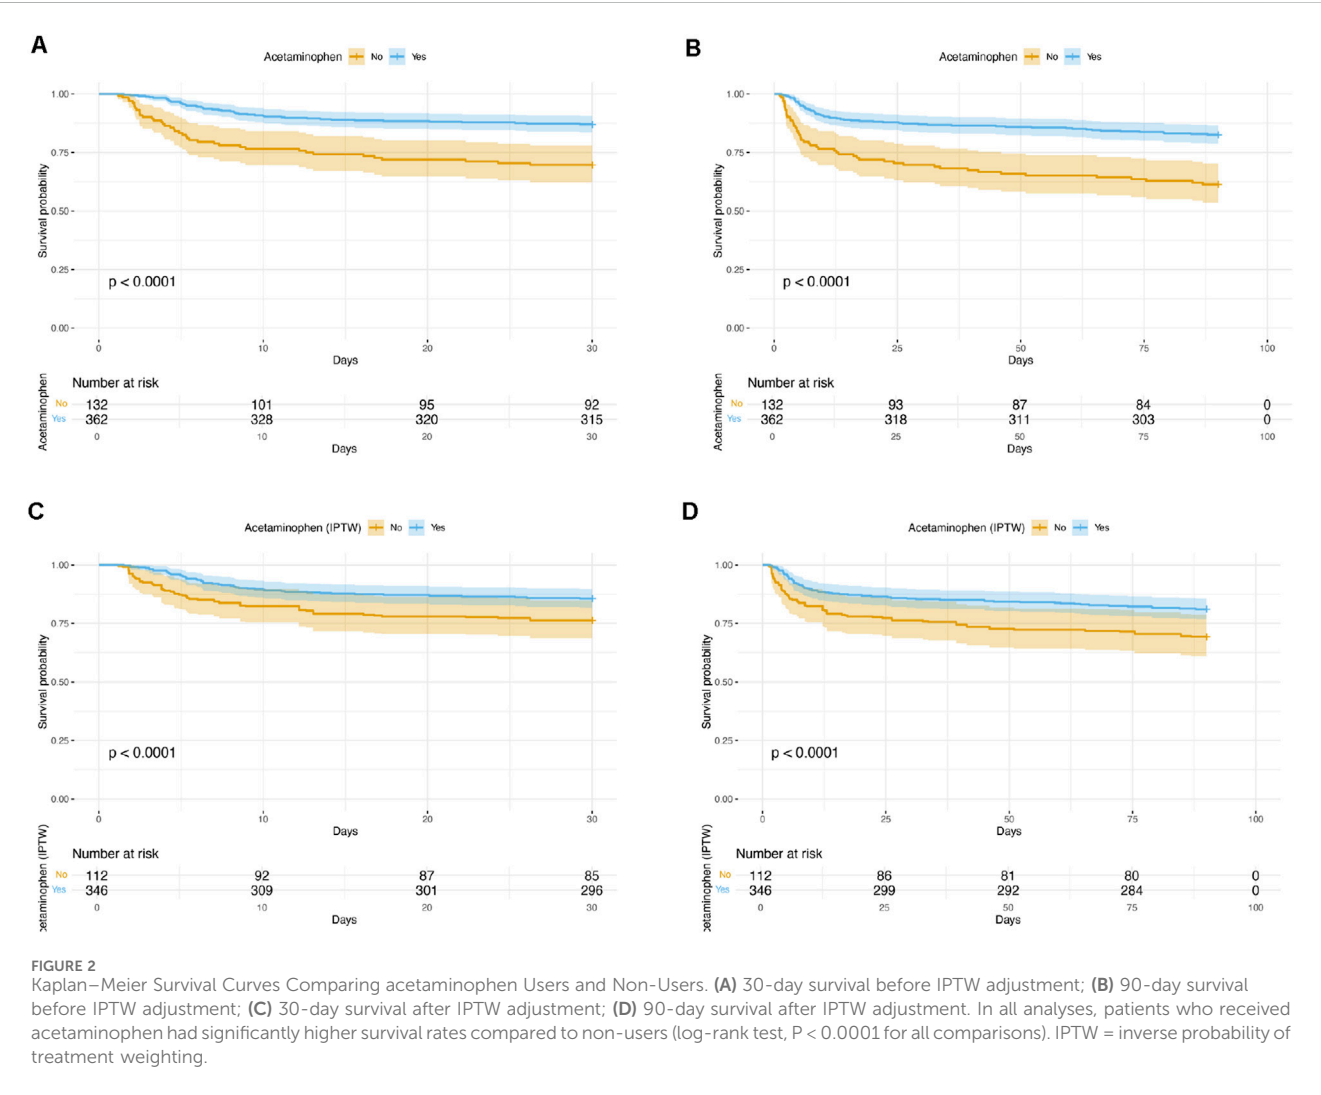 A
Acetaminophen No Yes
1.00
0.75
0.50
0.25
0.00
Survival probability
p < 0.0001
0 10 20 30
Days
Number at risk
Acetaminophen
No 132 101 95 92
Yes 362 328 320 315
0 10 20 30
Days
B
Acetaminophen No Yes
1.00
0.75
0.50
0.25
0.00
Survival probability
p < 0.0001
0 25 50 75 100
Days
Number at risk
Acetaminophen
No 132 93 87 84 0
Yes 362 318 311 303 0
0 25 50 75 100
Days
C
Acetaminophen (IPTW) No Yes
1.00
0.75
0.50
0.25
0.00
Survival probability
p < 0.0001
0 10 20 30
Days
Number at risk
cetaminophen (IPTW)
No 112 92 87 85
Yes 346 309 301 296
0 10 20 30
Days
D
Acetaminophen (IPTW) No Yes
1.00
0.75
0.50
0.25
0.00
Survival probability
p < 0.0001
0 25 50 75 100
Days
Number at risk
cetaminophen (IPTW)
No 112 86 81 80 0
Yes 346 299 292 284 0
0 25 50 75 100
Days
FIGURE 2
Kaplan–Meier Survival Curves Comparing acetaminophen Users and Non-Users. (A) 30-day survival before IPTW adjustment; (B) 90-day survival
before IPTW adjustment; (C) 30-day survival after IPTW adjustment; (D) 90-day survival after IPTW adjustment. In all analyses, patients who received
acetaminophen had significantly higher survival rates compared to non-users (log-rank test, P < 0.0001 for all comparisons). IPTW = inverse probability of
treatment weighting.